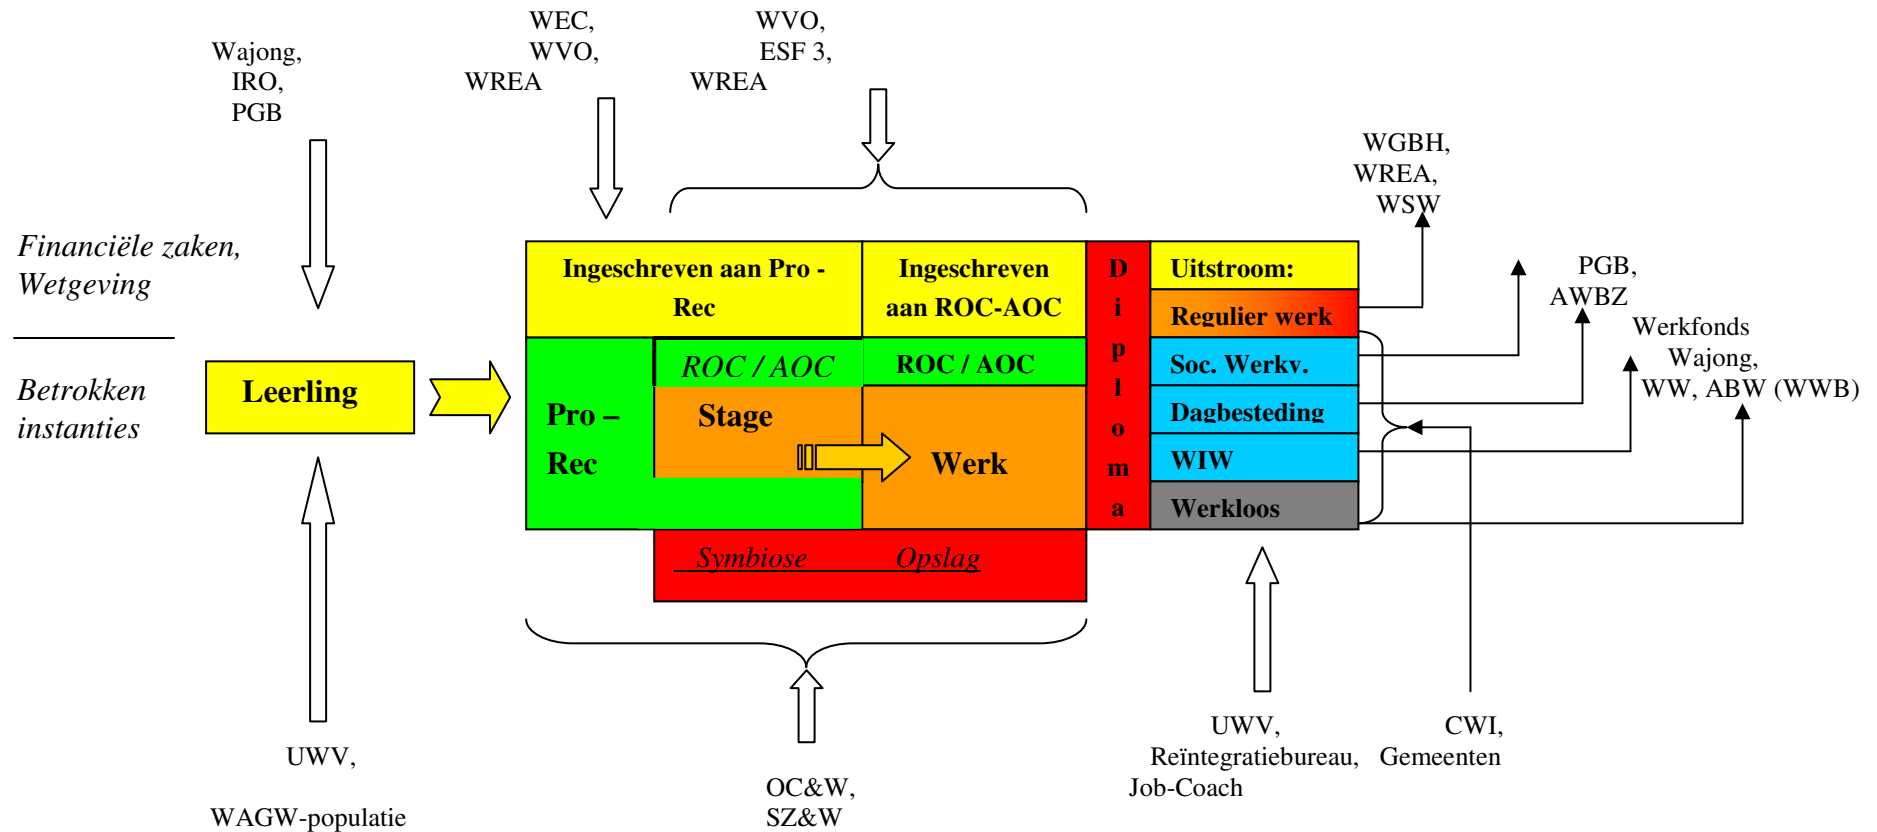 WEC,
WVO,
WREA
WVO,
ESF 3,
WREA
Wajong,
IRO,
PGB
WGBH,
WREA,
WSW
Financiële zaken,
Wetgeving
Betrokken
instanties
Leerling
Ingeschreven aan Pro -
Rec
Ingeschreven
aan ROC-AOC
Pro –
Rec
ROC / AOC
Stage
ROC / AOC
Werk
Symbiose Opslag
D
i
p
l
o
m
a
Uitstroom:
Regulier werk
Soc. Werkv.
Dagbesteding
WIW
Werkloos
PGB,
AWBZ
Werkfonds
Wajong,
WW, ABW (WWB)
UWV,
WAGW-populatie
OC&W,
SZ&W
UWV,
Reïntegratiebureau,
Job-Coach
CWI,
Gemeenten